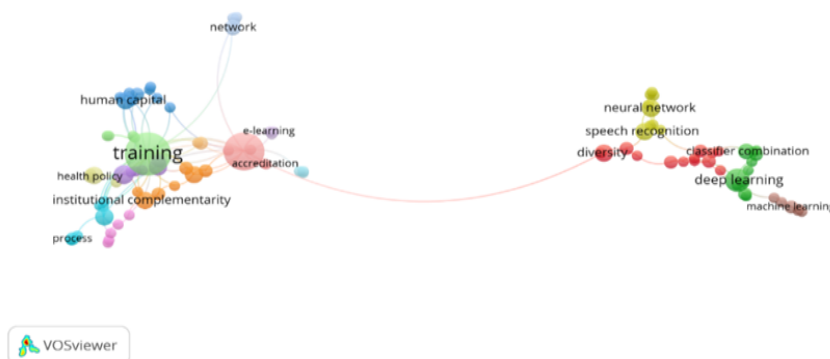 network
human capital
neural network
e-learning
speech recognition
training
diversity
classifier combination
accreditation
health policy
deep learning
institutional complementarity
machine learning
process
VOSviewer